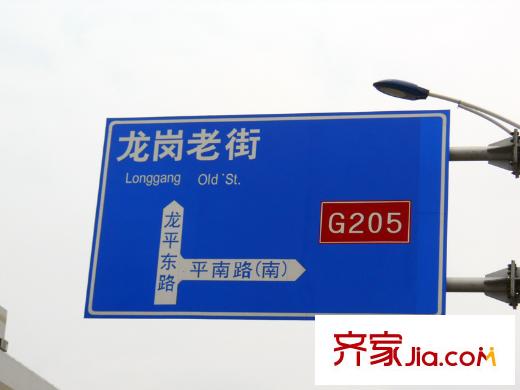 龙岗老街
Longgang Old St.
G205
龙平东路
平南路(南)
齐家Jia.com